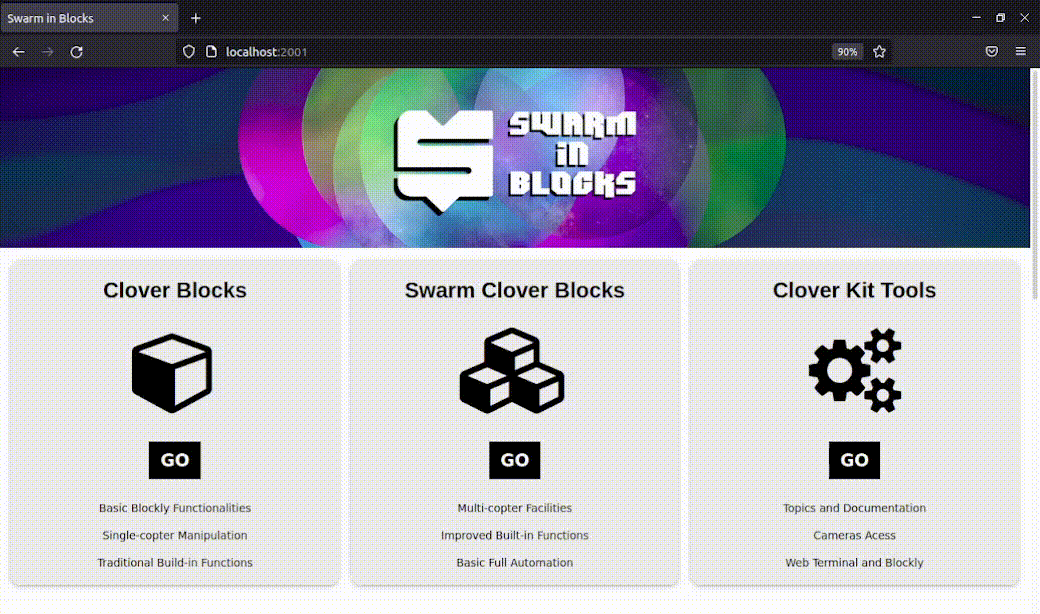 Swarm in Blocks
localhost:2001
90%
SWARM
in
BLOCKS
Clover Blocks
GO
Basic Blockly Functionalities
Single-copter Manipulation
Traditional Build-in Functions
Swarm Clover Blocks
GO
Multi-copter Facilities
Improved Built-in Functions
Basic Full Automation
Clover Kit Tools
GO
Topics and Documentation
Cameras Acess
Web Terminal and Blockly